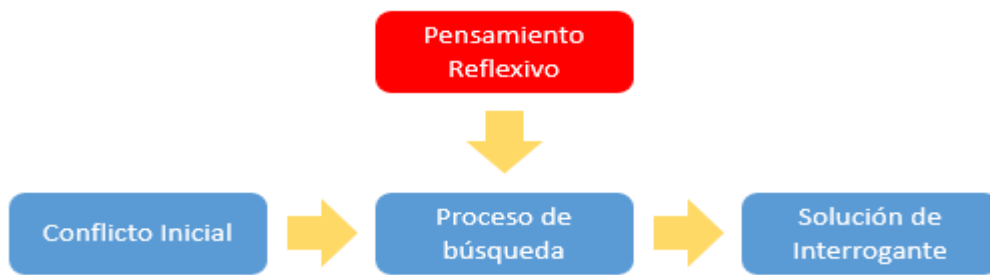 Pensamiento
Reflexivo
Conflicto Inicial
Proceso de
búsqueda
Solución de
Interrogante